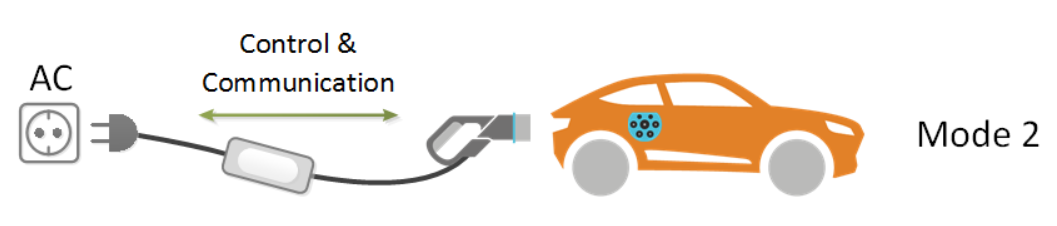 Control &
Communication
AC
Mode 2